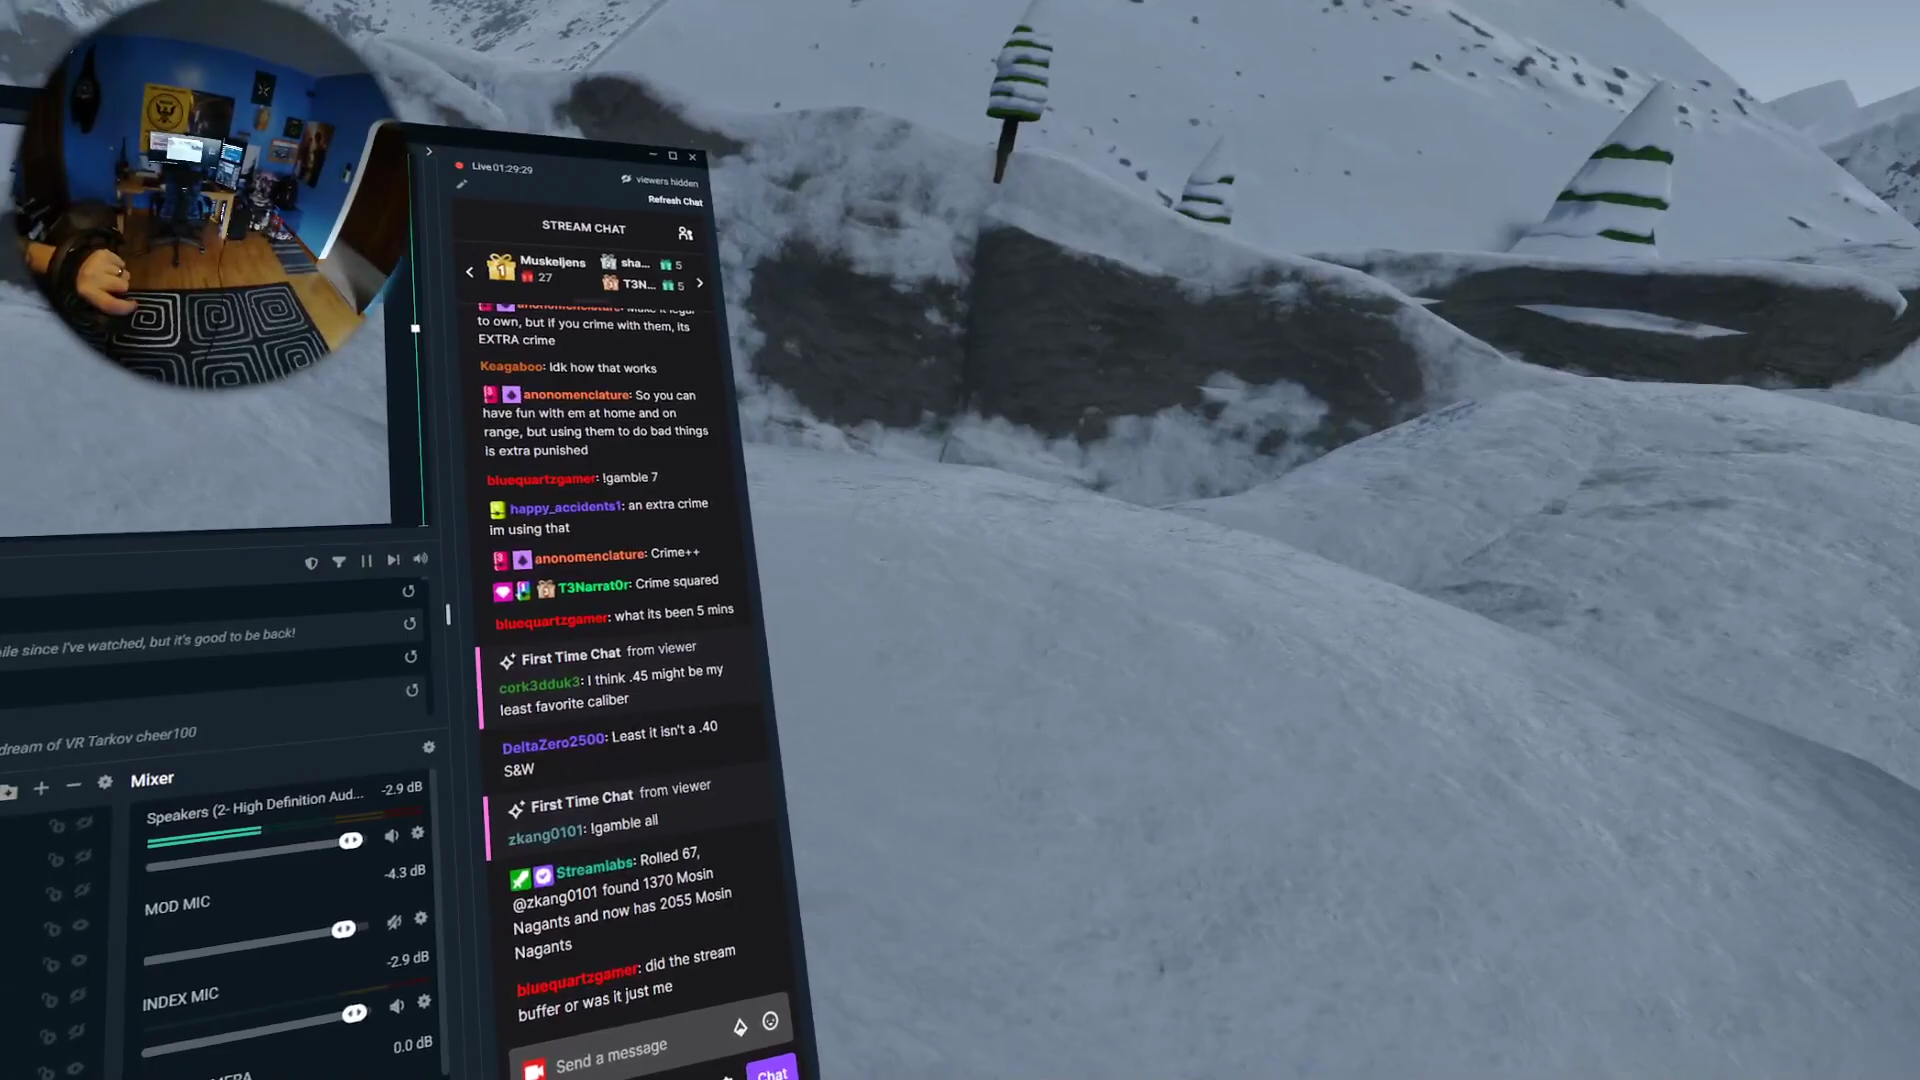 Live 01:29:29
viewers hidden
Refresh Chat
STREAM CHAT
1
Muskeljens
27
sha... 5
T3N... 5
anonomenclature: Make it legal
to own, but if you crime with them, its
EXTRA crime
Keagaboo: Idk how that works
anonomenclature: So you can
have fun with em at home and on
range, but using them to do bad things
is extra punished
bluequartzgamer: !gamble 7
happy_accidents1: an extra crime
im using that
anonomenclature: Crime++
T3Narrat0r: Crime squared
bluequartzgamer: what its been 5 mins
First Time Chat from viewer
cork3dduk3: I think .45 might be my
least favorite caliber
DeltaZero2500: Least it isn't a .40
S&W
First Time Chat from viewer
zkang0101: !gamble all
Streamlabs: Rolled 67,
@zkang0101 found 1370 Mosin
Nagants and now has 2055 Mosin
Nagants
bluequartzgamer: did the stream
buffer or was it just me
Send a message
Chat
since I've watched, but it's good to be back!
dream of VR Tarkov cheer100
Mixer
Speakers (2- High Definition Aud... -2.9 dB
MOD MIC -4.3 dB
INDEX MIC -2.9 dB
0.0 dB